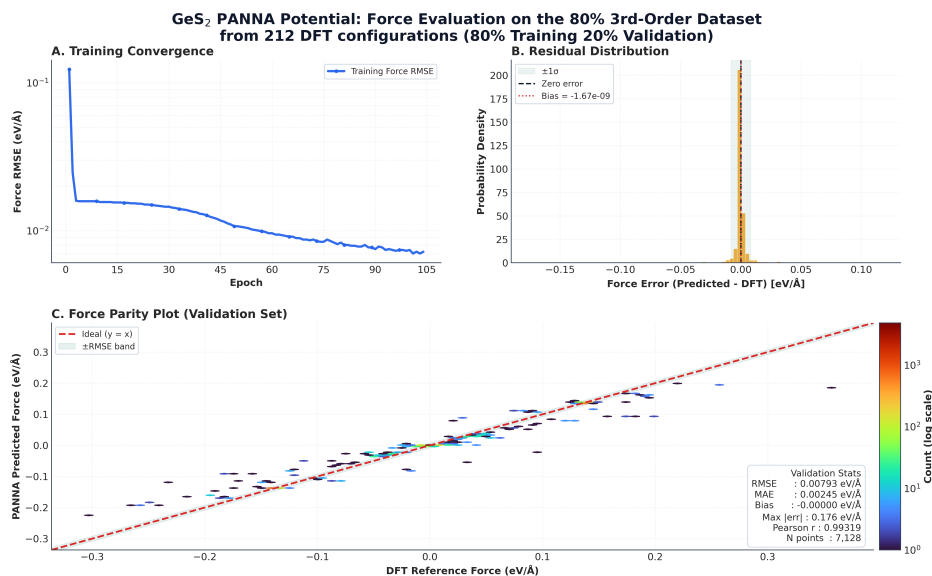 GeS₂ PANNA Potential: Force Evaluation on the 80% 3rd-Order Dataset
from 212 DFT configurations (80% Training 20% Validation)
A. Training Convergence
Force RMSE (eV/Å)
10⁻¹
10⁻²
Training Force RMSE
0 15 30 45 60 75 90 105
Epoch
B. Residual Distribution
Probability Density
200
175
150
125
100
75
50
25
0
±1σ
Zero error
Bias = -1.67e-09
−0.15 −0.10 −0.05 0.00 0.05 0.10
Force Error (Predicted - DFT) [eV/Å]
C. Force Parity Plot (Validation Set)
PANNA Predicted Force (eV/Å)
0.3
0.2
0.1
0.0
−0.1
−0.2
−0.3
Ideal (y = x)
±RMSE band
Validation Stats
RMSE : 0.00793 eV/Å
MAE : 0.00245 eV/Å
Bias : -0.00000 eV/Å
Max |err| : 0.176 eV/Å
Pearson r : 0.99319
N points : 7,128
−0.3 −0.2 −0.1 0.0 0.1 0.2 0.3
DFT Reference Force (eV/Å)
10³
10²
10¹
10⁰
Count (log scale)